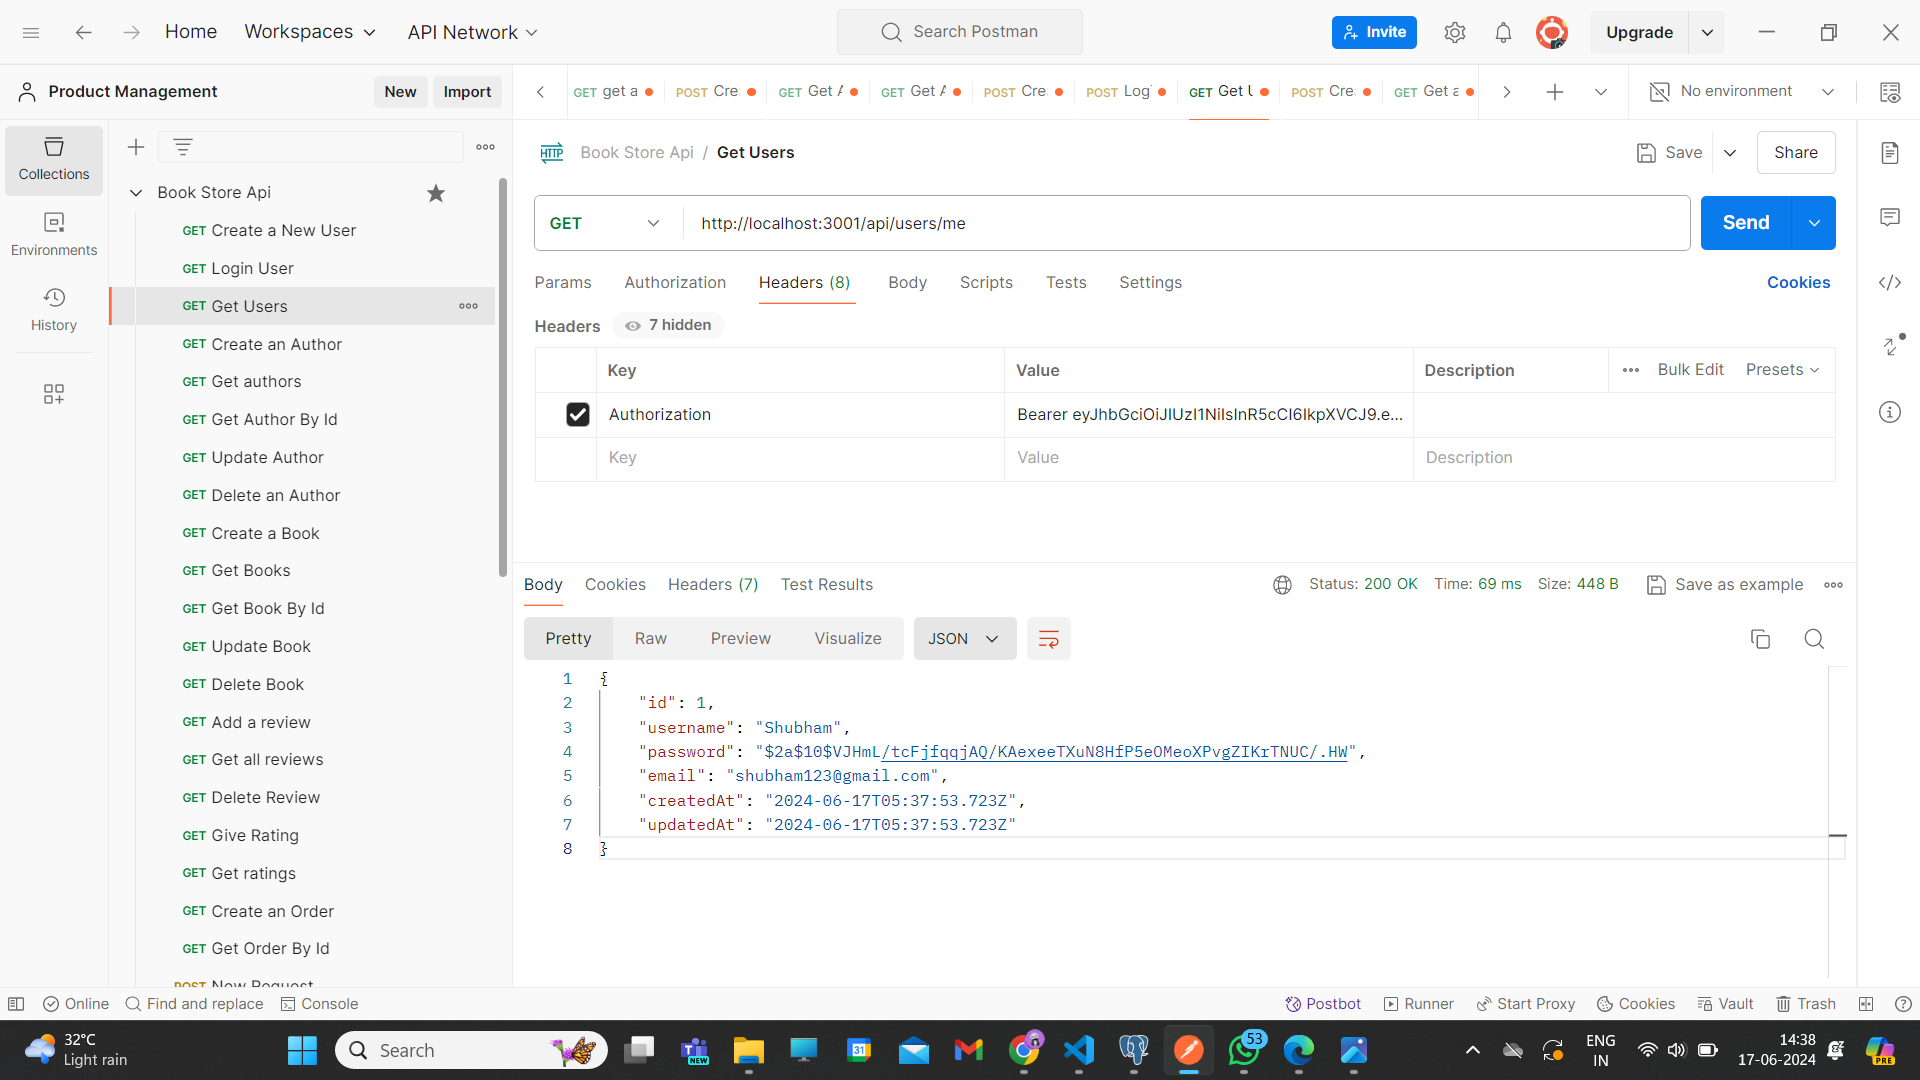 Home Workspaces API Network Search Postman Invite Upgrade
Product Management New Import
GET get a POST Cre GET Get A GET Get A POST Cre POST Log GET Get U POST Cre GET Get a No environment
Collections
Environments
History
Book Store Api
GET Create a New User
GET Login User
GET Get Users
GET Create an Author
GET Get authors
GET Get Author By Id
GET Update Author
GET Delete an Author
GET Create a Book
GET Get Books
GET Get Book By Id
GET Update Book
GET Delete Book
GET Add a review
GET Get all reviews
GET Delete Review
GET Give Rating
GET Get ratings
GET Create an Order
GET Get Order By Id
POST New Request
HTTP Book Store Api / Get Users Save Share
GET http://localhost:3001/api/users/me Send
Params Authorization Headers (8) Body Scripts Tests Settings Cookies
Headers 7 hidden
Key Value Description Bulk Edit Presets
Authorization Bearer eyJhbGciOiJIUzI1NiIsInR5cCI6IkpXVCJ9.e...
Key Value Description
Body Cookies Headers (7) Test Results Status: 200 OK Time: 69 ms Size: 448 B Save as example
Pretty Raw Preview Visualize JSON
1 {
2 "id": 1,
3 "username": "Shubham",
4 "password": "$2a$10$VJHmL/tcFjfqqjAQ/KAexeeTXuN8HfP5eOMeoXPvgZIKrTNUC/.HW",
5 "email": "shubham123@gmail.com",
6 "createdAt": "2024-06-17T05:37:53.723Z",
7 "updatedAt": "2024-06-17T05:37:53.723Z"
8 }
Online Find and replace Console Postbot Runner Start Proxy Cookies Vault Trash
32°C
Light rain
Search
NEW
31
53
ENG
IN
14:38
17-06-2024
PRE